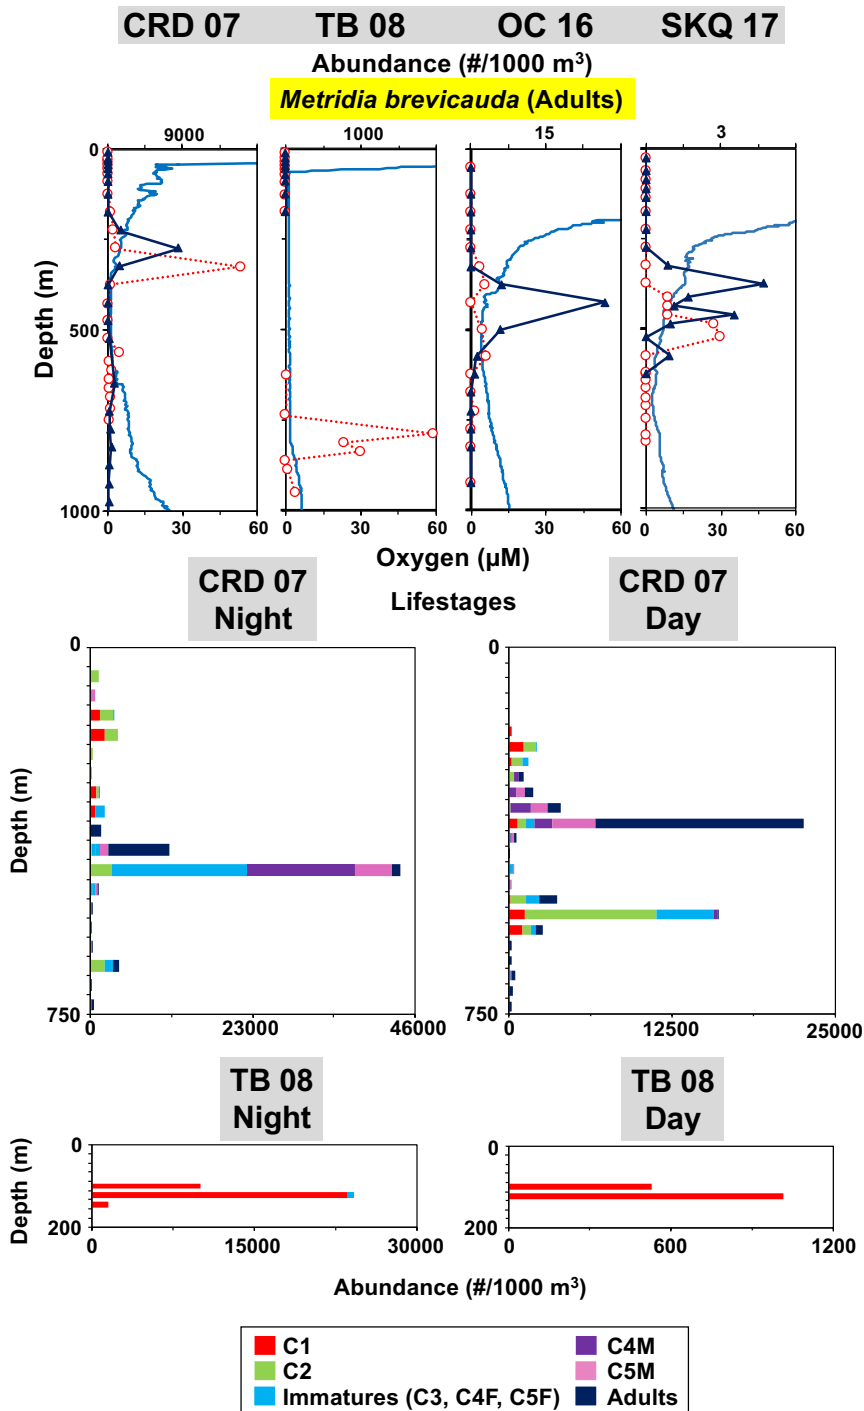 CRD 07 TB 08 OC 16 SKQ 17
Abundance (#/1000 m³)
Metridia brevicauda (Adults)
9000 1000 15 3
0
500
1000
Depth (m)
0 30 60 0 30 60 0 30 60 0 30 60
Oxygen (µM)
CRD 07
Night
Lifestages
CRD 07
Day
0
750
Depth (m)
0 23000 46000
0
750
Depth (m)
0 12500 25000
TB 08
Night
TB 08
Day
0
200
Depth (m)
0 15000 30000
0
200
Depth (m)
0 600 1200
Abundance (#/1000 m³)
C1
C2
Immatures (C3, C4F, C5F)
C4M
C5M
Adults